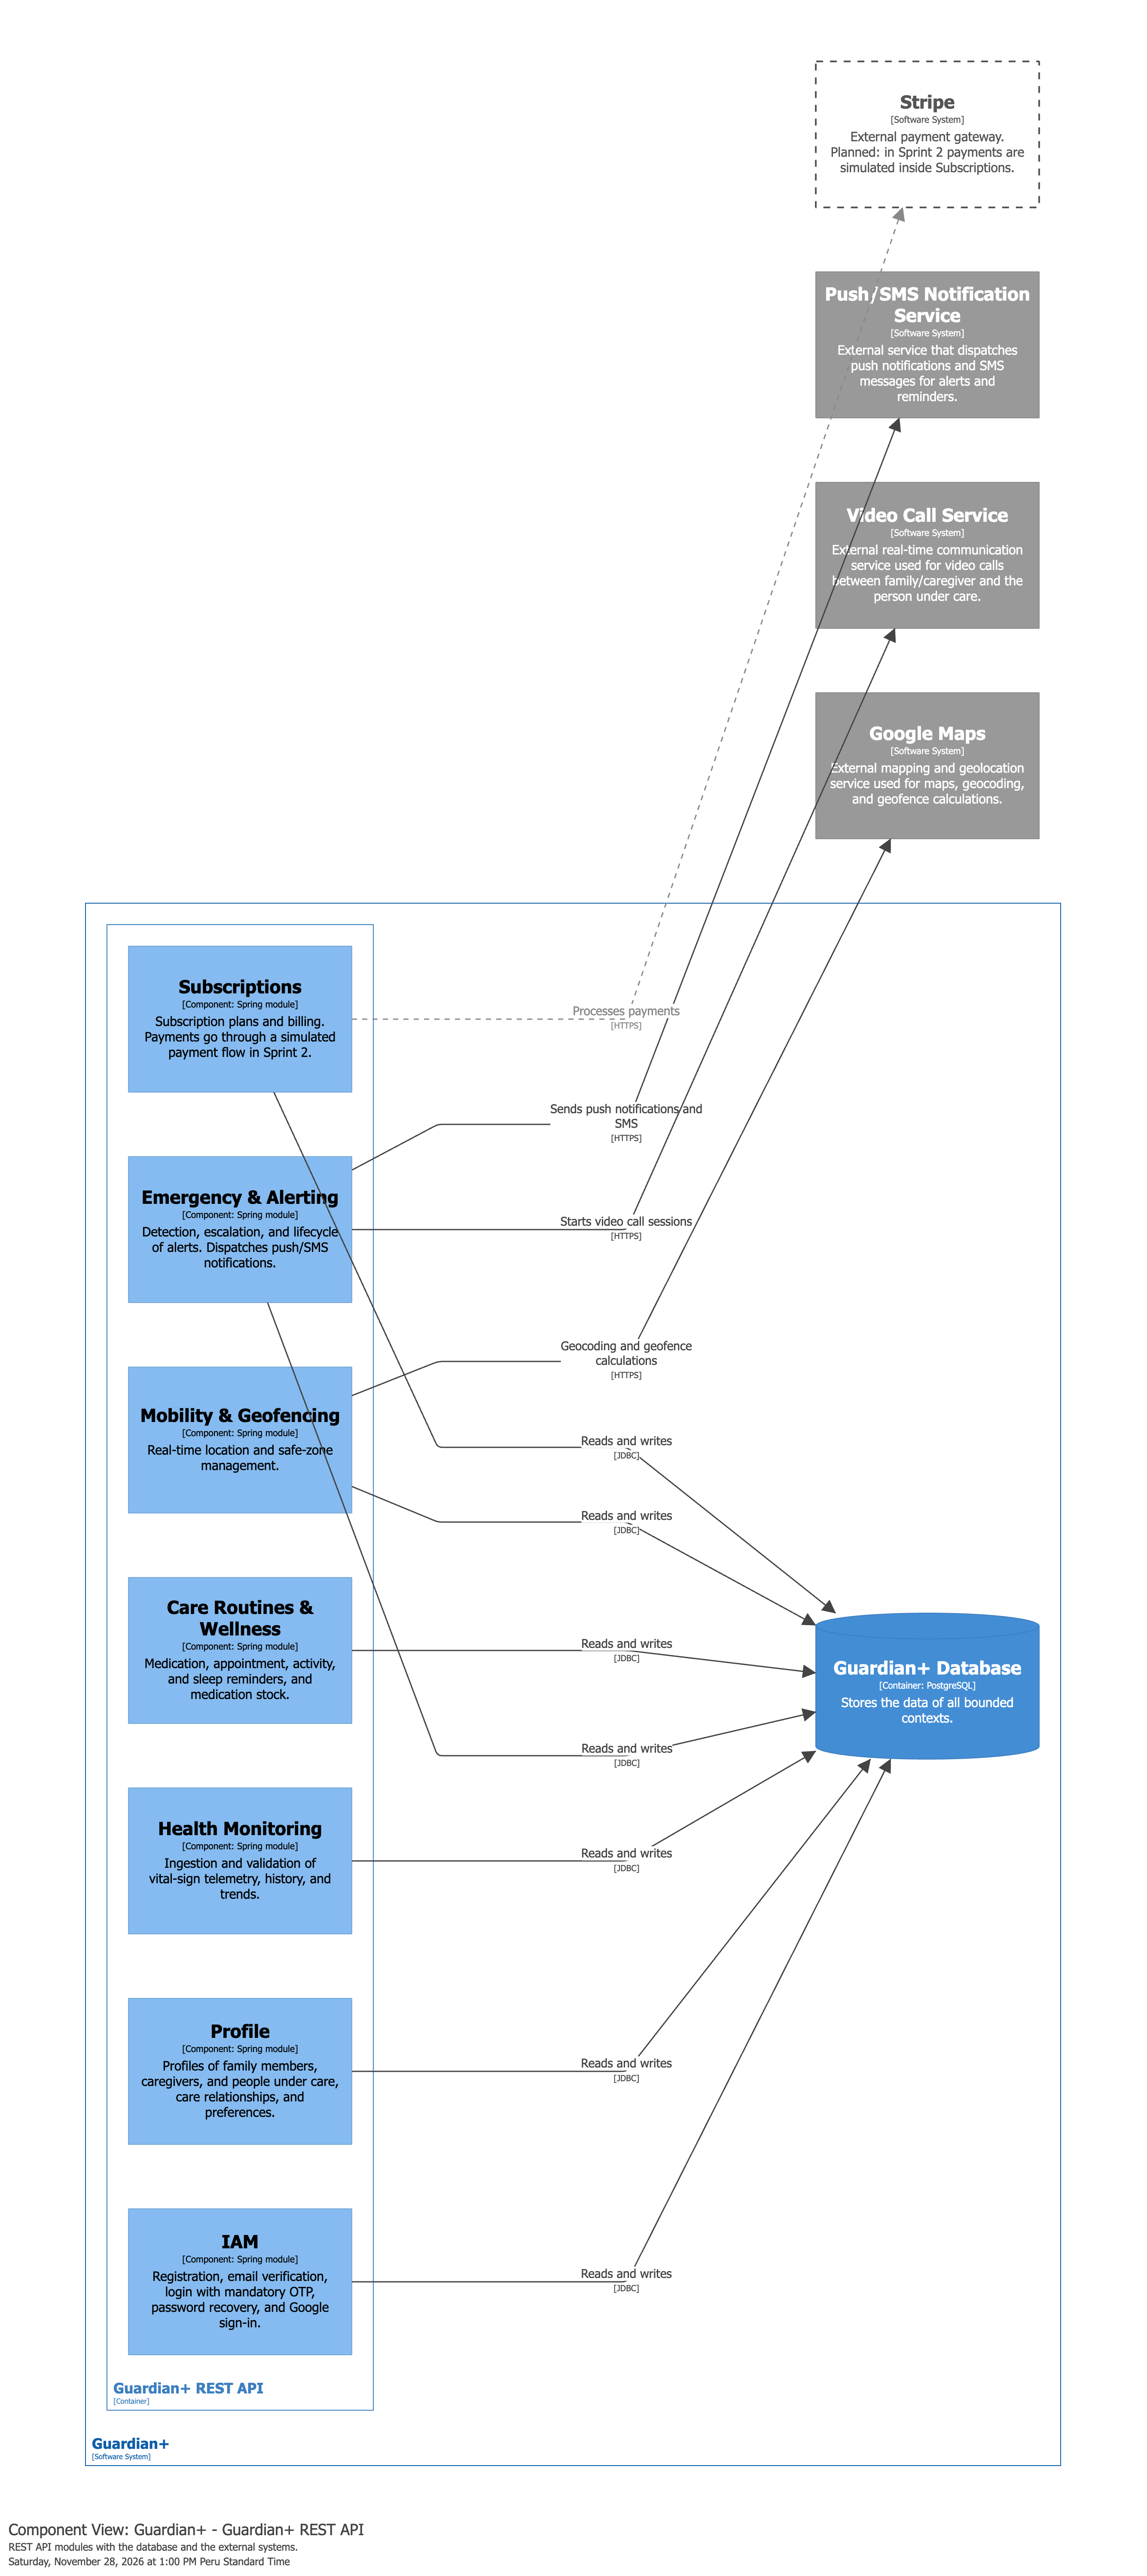 Stripe
[Software System]
External payment gateway.
Planned: in Sprint 2 payments are
simulated inside Subscriptions.
Push/SMS Notification
Service
[Software System]
External service that dispatches
push notifications and SMS
messages for alerts and
reminders.
Video Call Service
[Software System]
External real-time communication
service used for video calls
between family/caregiver and the
person under care.
Google Maps
[Software System]
External mapping and geolocation
service used for maps, geocoding,
and geofence calculations.
Subscriptions
[Component: Spring module]
Subscription plans and billing.
Payments go through a simulated
payment flow in Sprint 2.
Processes payments
[HTTPS]
Sends push notifications and
SMS
[HTTPS]
Emergency & Alerting
[Component: Spring module]
Detection, escalation, and lifecycle
of alerts. Dispatches push/SMS
notifications.
Starts video call sessions
[HTTPS]
Geocoding and geofence
calculations
[HTTPS]
Mobility & Geofencing
[Component: Spring module]
Real-time location and safe-zone
management.
Reads and writes
[JDBC]
Reads and writes
[JDBC]
Care Routines &
Wellness
[Component: Spring module]
Medication, appointment, activity,
and sleep reminders, and
medication stock.
Reads and writes
[JDBC]
Guardian+ Database
[Container: PostgreSQL]
Stores the data of all bounded
contexts.
Reads and writes
[JDBC]
Health Monitoring
[Component: Spring module]
Ingestion and validation of
vital-sign telemetry, history, and
trends.
Reads and writes
[JDBC]
Profile
[Component: Spring module]
Profiles of family members,
caregivers, and people under care,
care relationships, and
preferences.
Reads and writes
[JDBC]
IAM
[Component: Spring module]
Registration, email verification,
login with mandatory OTP,
password recovery, and Google
sign-in.
Reads and writes
[JDBC]
Guardian+ REST API
[Container]
Guardian+
[Software System]
Component View: Guardian+ - Guardian+ REST API
REST API modules with the database and the external systems.
Saturday, November 28, 2026 at 1:00 PM Peru Standard Time